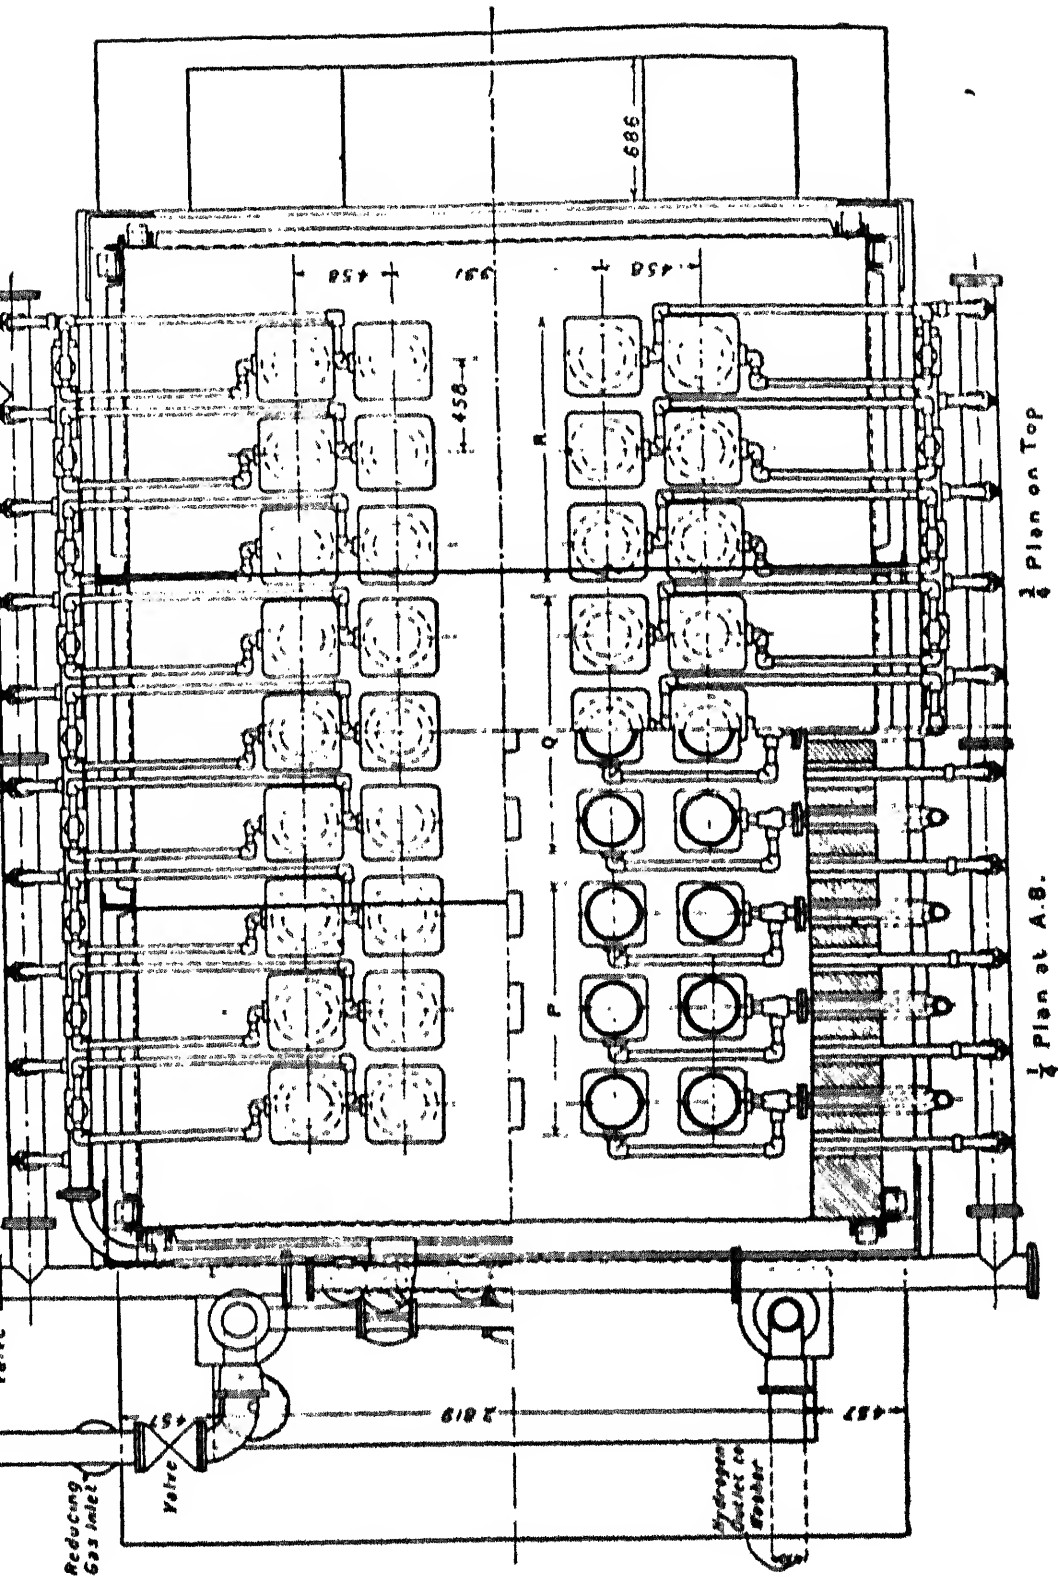 686
458
991
458
458
R
Q
P
¼ Plan on Top
¼ Plan at A.B.
457
2819
457
Valve
Reducing
Gas Inlet
Valve
Hydrogen
Outlet to
Washer